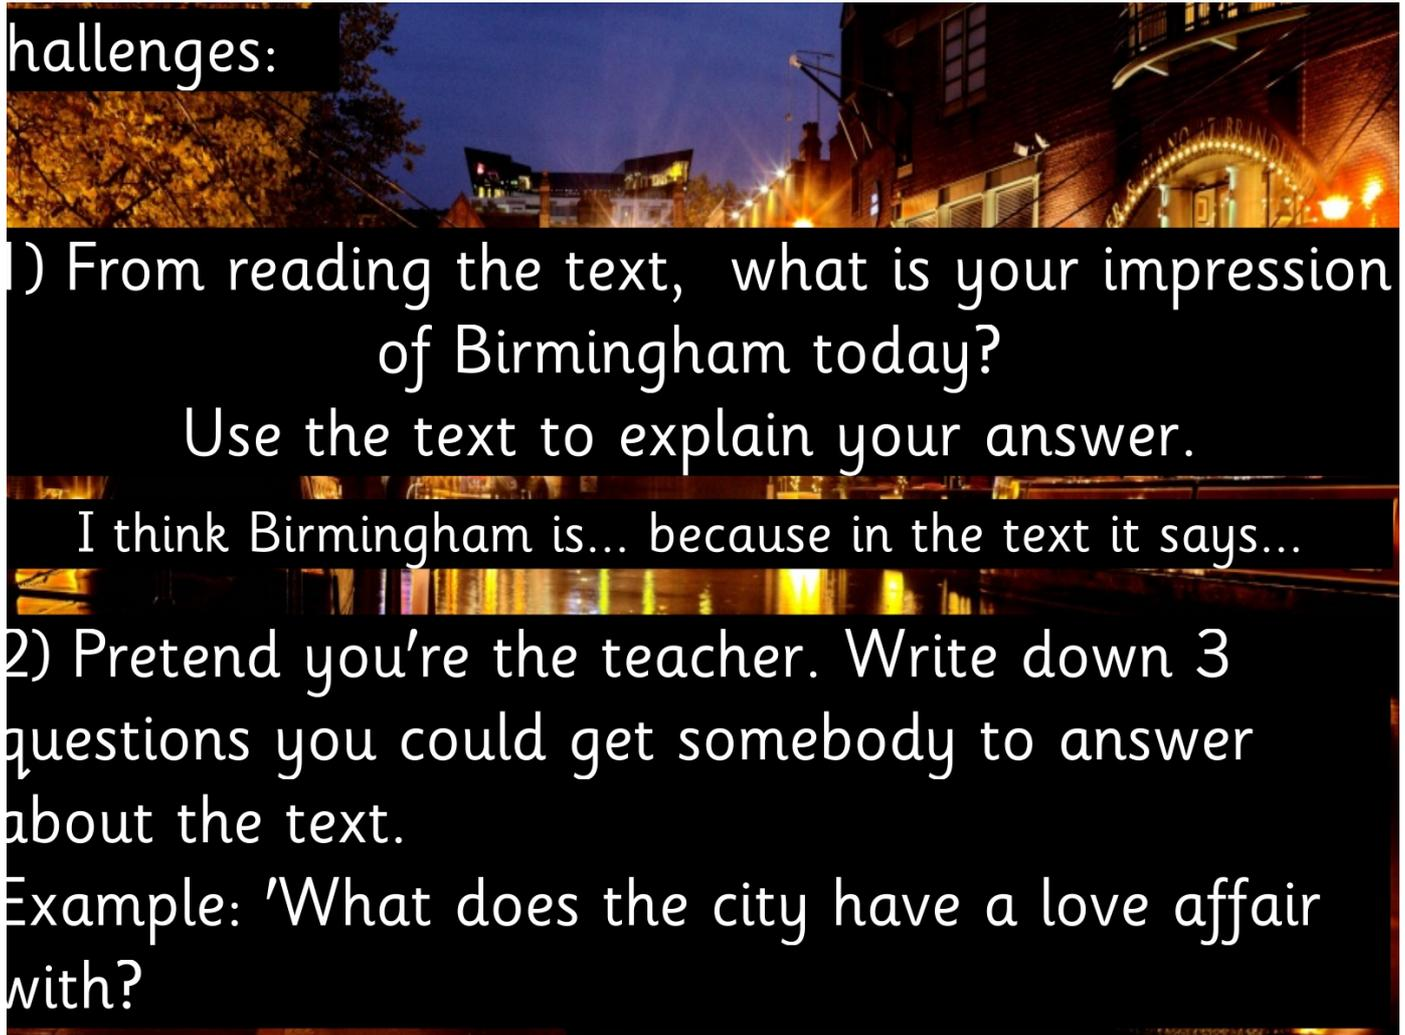 hallenges:
1) From reading the text, what is your impression
of Birmingham today?
Use the text to explain your answer.
I think Birmingham is... because in the text it says...
2) Pretend you're the teacher. Write down 3
questions you could get somebody to answer
about the text.
Example: 'What does the city have a love affair
with?